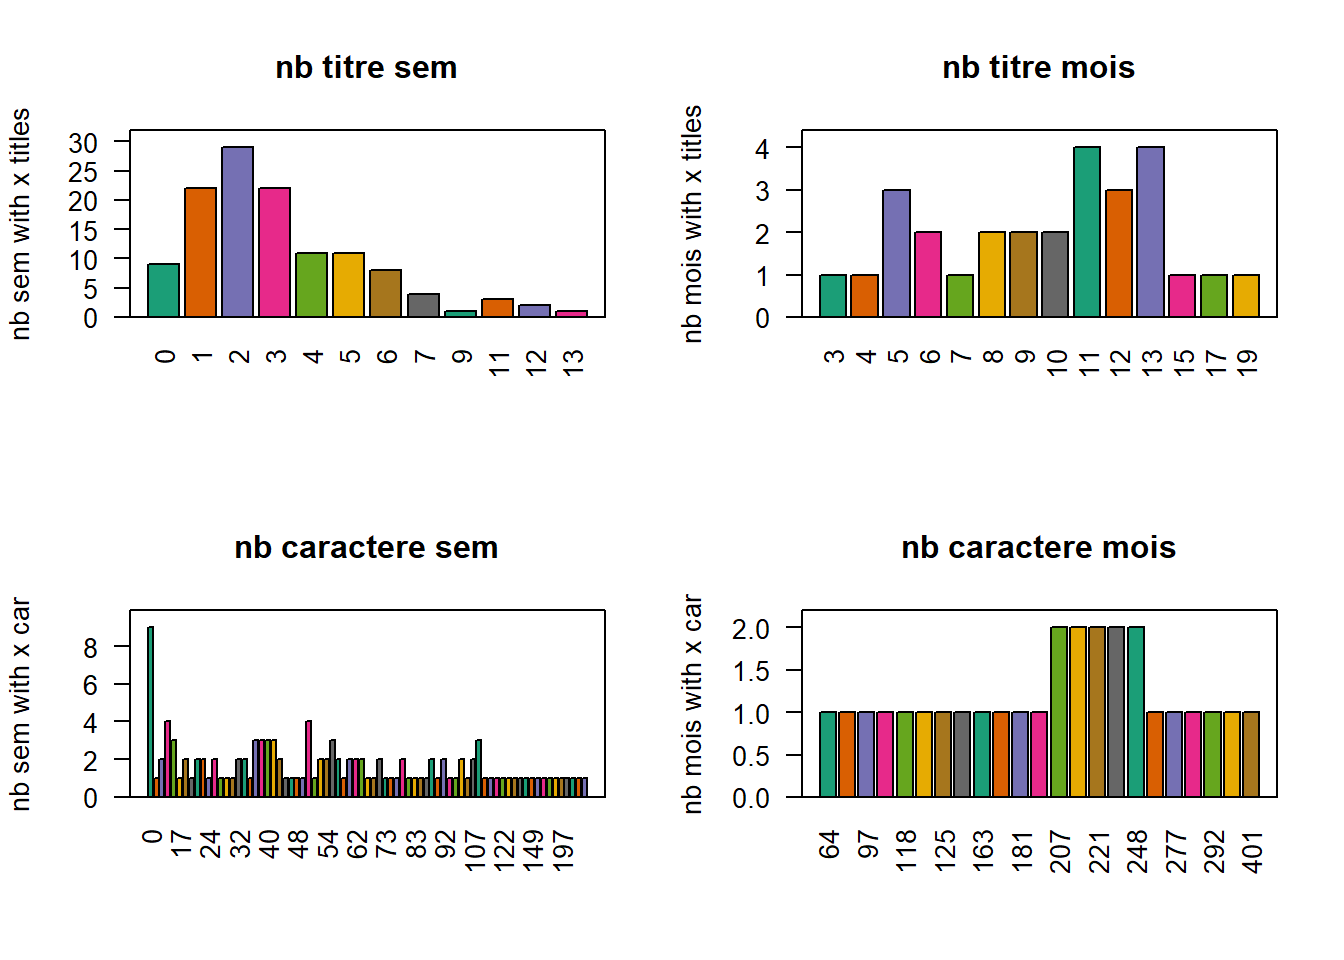 nb titre sem
nb sem with x titles
30
25
20
15
10
5
0
0 1 2 3 4 5 6 7 9 11 12 13
nb titre mois
nb mois with x titles
4
3
2
1
0
3 4 5 6 7 8 9 10 11 12 13 15 17 19
nb caractere sem
nb sem with x car
8
6
4
2
0
0 17 24 32 40 48 54 62 73 83 92 107 122 149 197
nb caractere mois
nb mois with x car
2.0
1.5
1.0
0.5
0.0
64 97 118 125 163 181 207 221 248 277 292 401